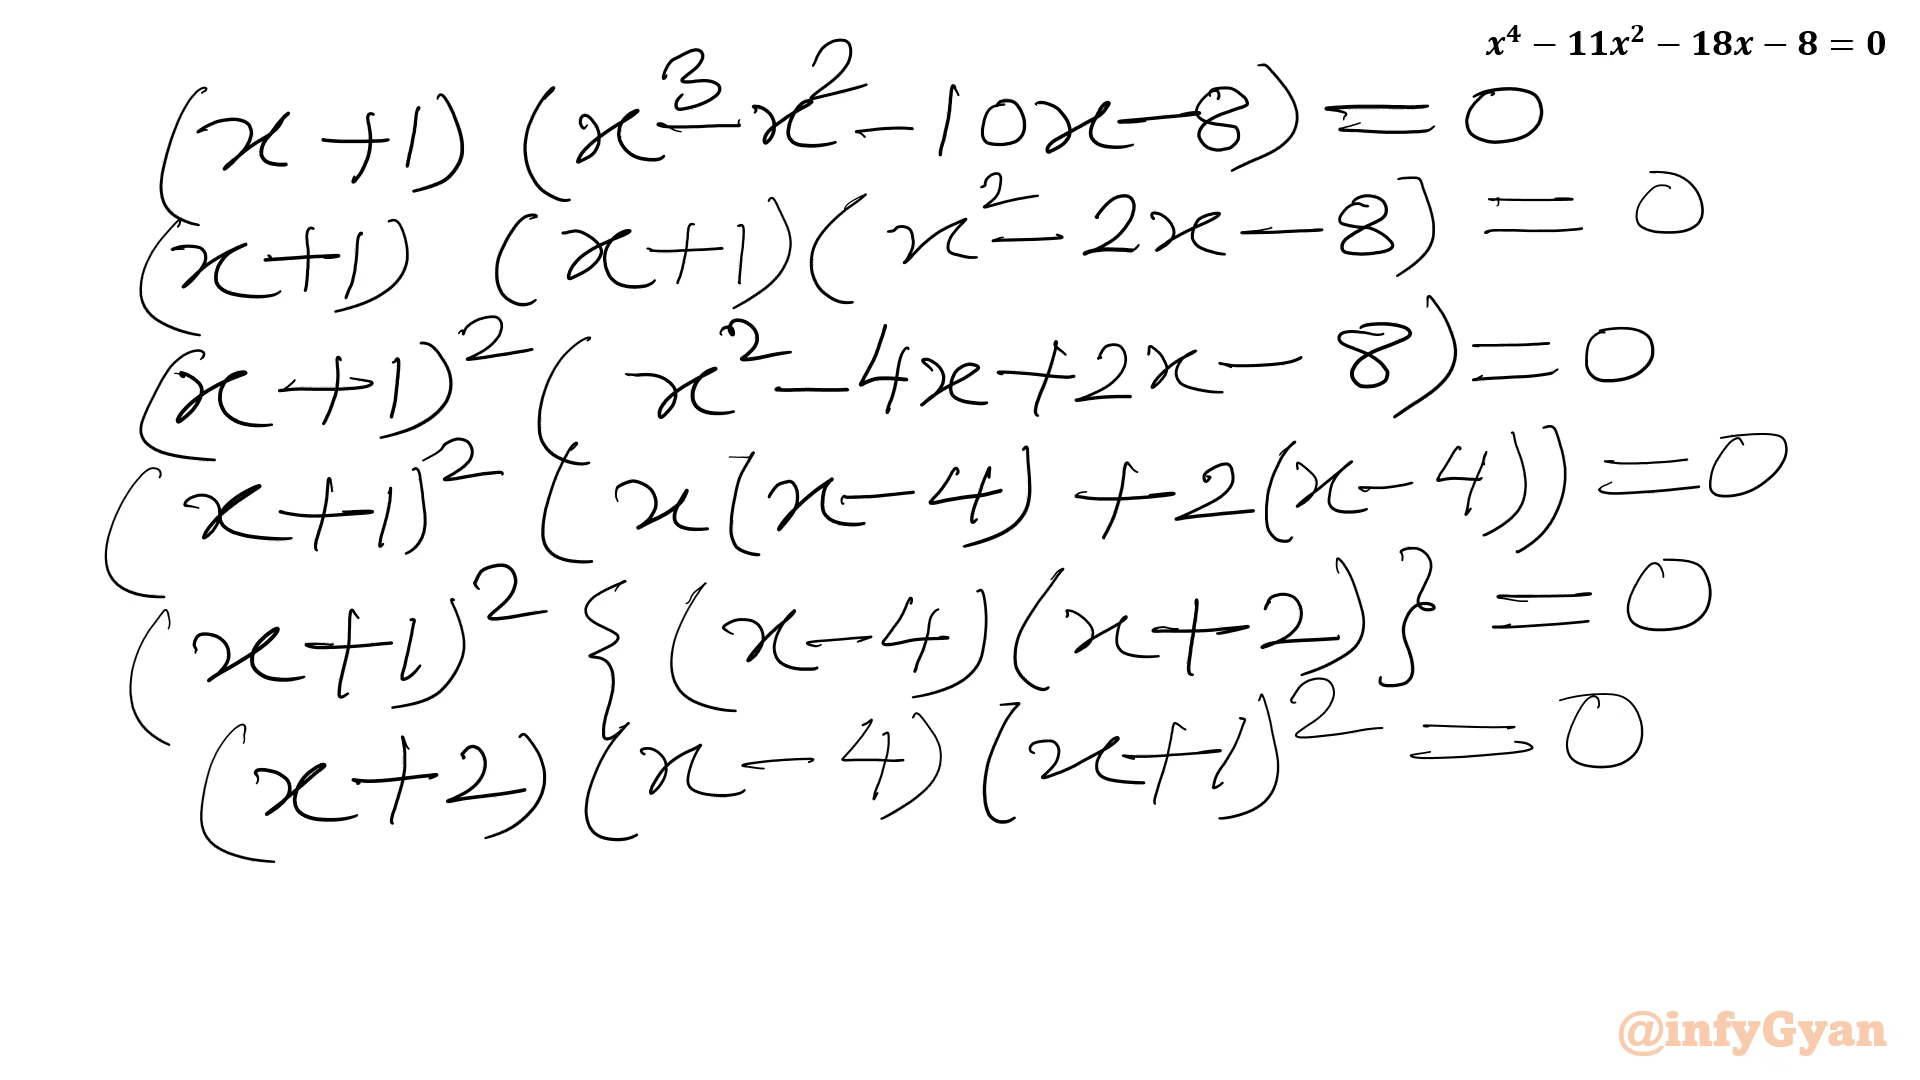 x⁴ − 11x² − 18x − 8 = 0
(x+1) (x³-x²-10x-8) = 0
(x+1) (x+1)(x²-2x-8) = 0
(x+1)² (x²-4x+2x-8) = 0
(x+1)² (x(x-4) + 2(x-4)) = 0
(x+1)² {(x-4)(x+2)} = 0
(x+2)(x-4)(x+1)² = 0
@infyGyan